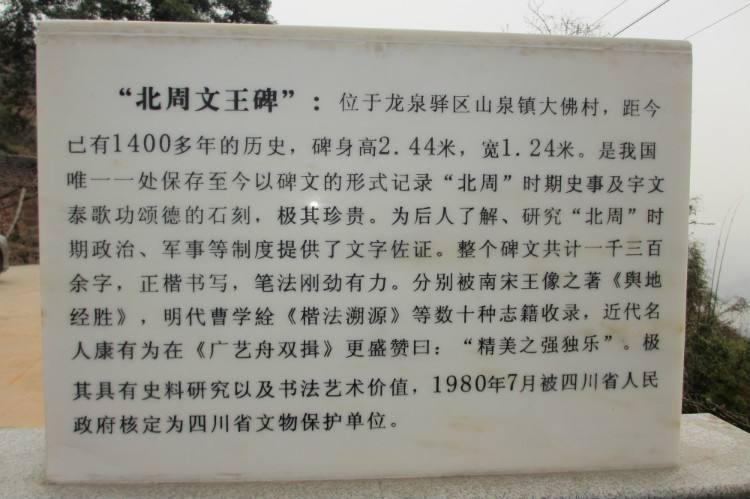 “北周文王碑”：位于龙泉驿区山泉镇大佛村，距今
已有1400多年的历史，碑身高2.44米，宽1.24米。是我国
唯一一处保存至今以碑文的形式记录“北周”时期史事及宇文
泰歌功颂德的石刻，极其珍贵。为后人了解、研究“北周”时
期政治、军事等制度提供了文字佐证。整个碑文共计一千三百
余字，正楷书写，笔法刚劲有力。分别被南宋王像之著《舆地
经胜》，明代曹学絟《楷法溯源》等数十种志籍收录，近代名
人康有为在《广艺舟双揖》更盛赞曰：“精美之强独乐”。极
其具有史料研究以及书法艺术价值，1980年7月被四川省人民
政府核定为四川省文物保护单位。